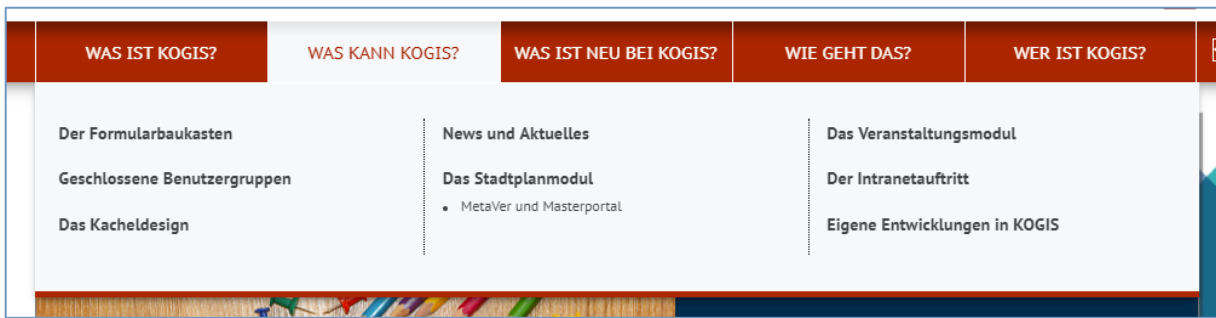 WAS IST KOGIS?
WAS KANN KOGIS?
WAS IST NEU BEI KOGIS?
WIE GEHT DAS?
WER IST KOGIS?
Der Formularbaukasten
Geschlossene Benutzergruppen
Das Kacheldesign
News und Aktuelles
Das Stadtplanmodul
• MetaVer und Masterportal
Das Veranstaltungsmodul
Der Intranetauftritt
Eigene Entwicklungen in KOGIS